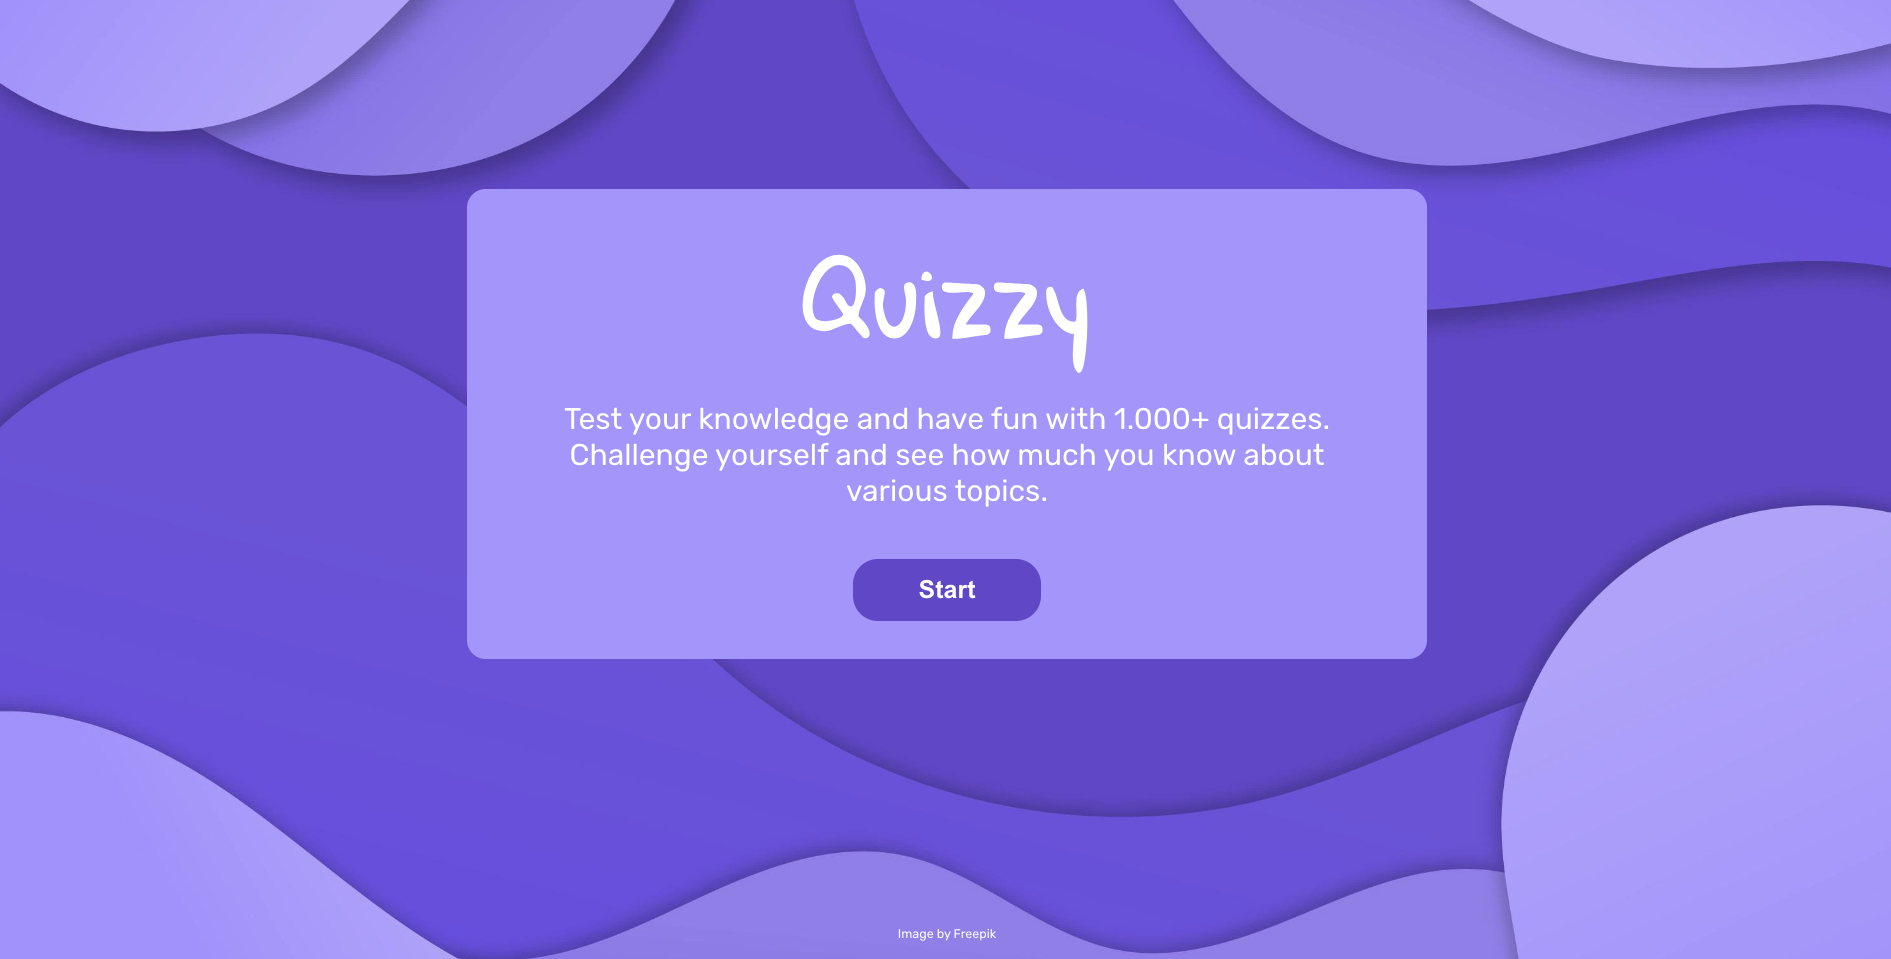 Quizzy
Test your knowledge and have fun with 1.000+ quizzes.
Challenge yourself and see how much you know about
various topics.
Start
Image by Freepik